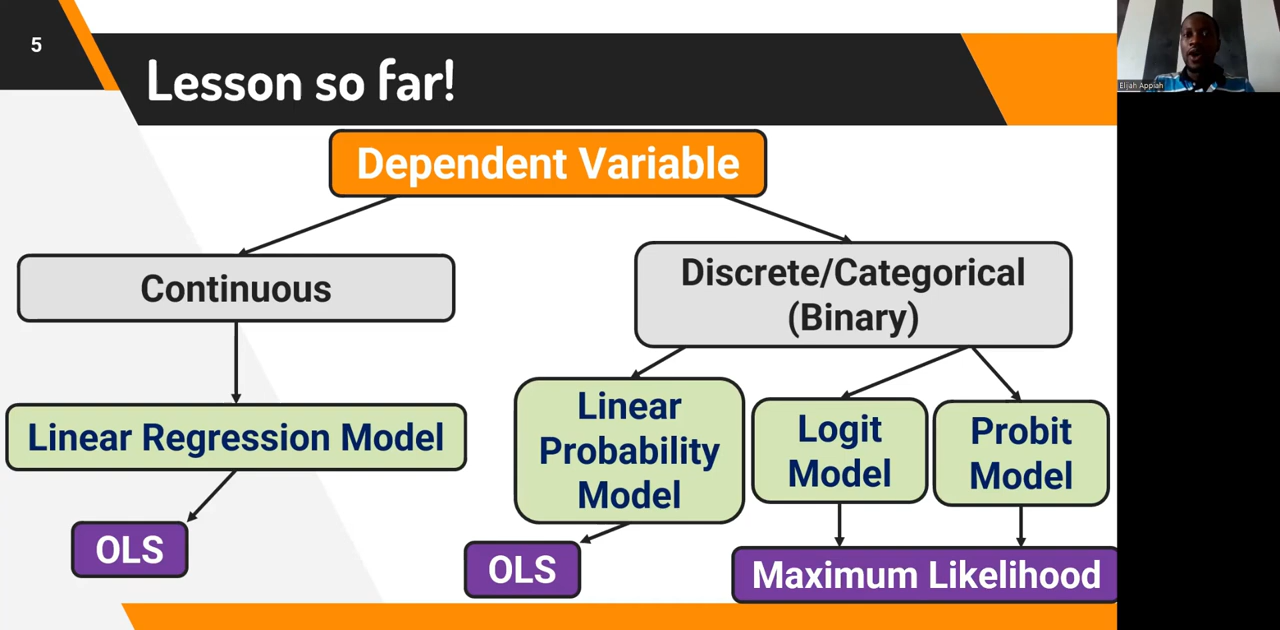 5
Lesson so far!
Elijah Appiah
Dependent Variable
Continuous
Discrete/Categorical
(Binary)
Linear Regression Model
Linear
Probability
Model
Logit
Model
Probit
Model
OLS
OLS
Maximum Likelihood